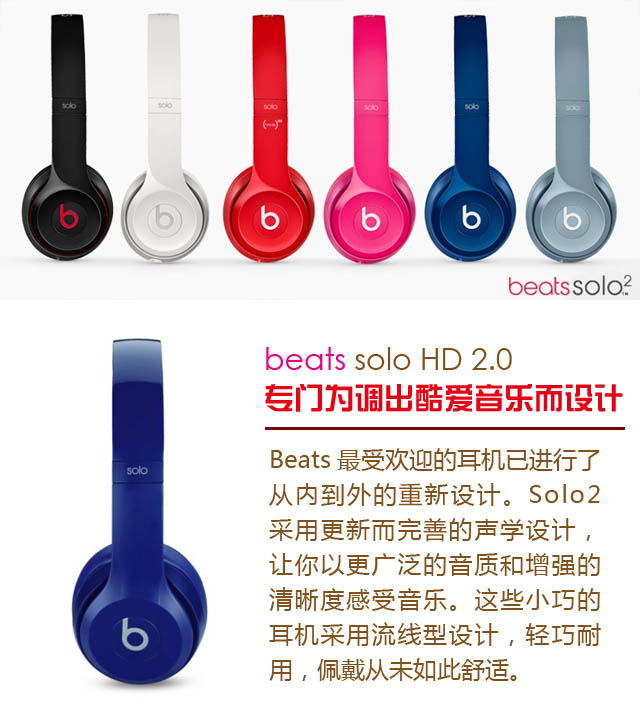 solo
solo
solo
solo
solo
solo
b
b
b
b
b
b
beatssolo2
TM
beats solo HD 2.0
专门为调出酷爱音乐而设计
solo
b
Beats 最受欢迎的耳机已进行了
从内到外的重新设计。Solo2
采用更新而完善的声学设计，
让你以更广泛的音质和增强的
清晰度感受音乐。这些小巧的
耳机采用流线型设计，轻巧耐
用，佩戴从未如此舒适。